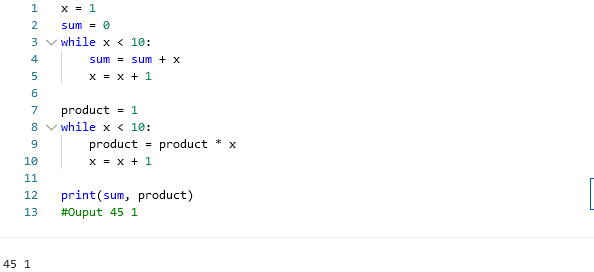 1 x = 1
2 sum = 0
3 while x < 10:
4 sum = sum + x
5 x = x + 1
6
7 product = 1
8 while x < 10:
9 product = product * x
10 x = x + 1
11
12 print(sum, product)
13 #Ouput 45 1
45 1